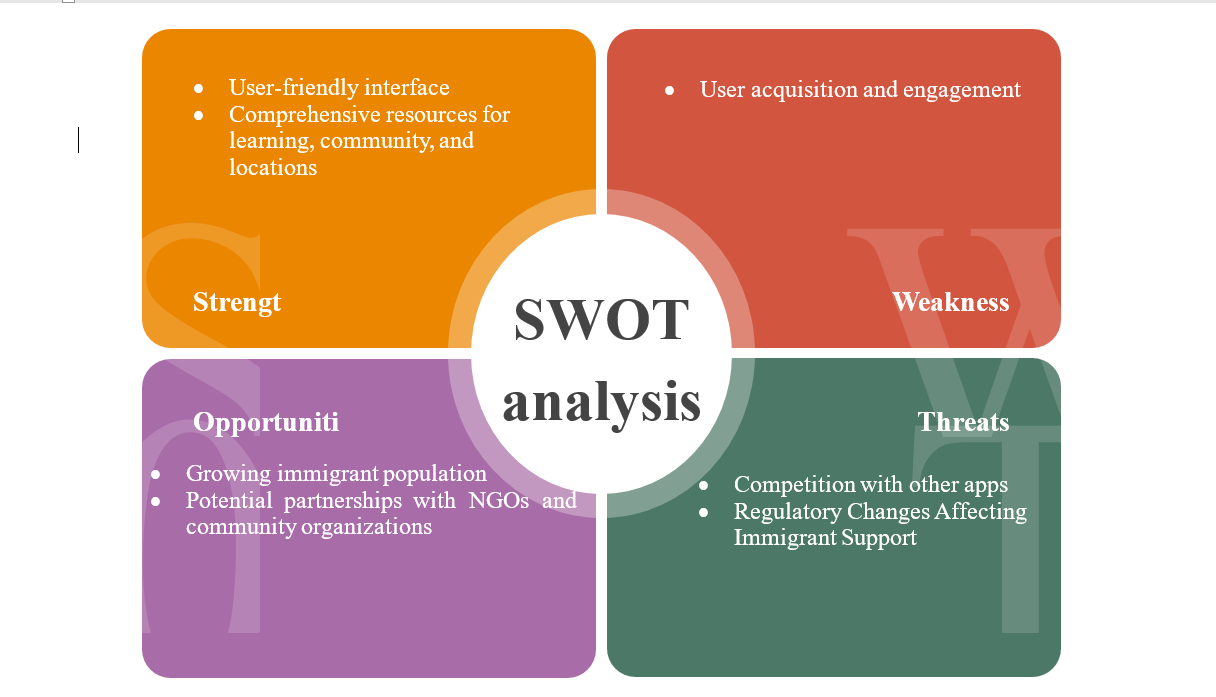 ● User-friendly interface
● Comprehensive resources for
learning, community, and
locations
Strengt
● User acquisition and engagement
Weakness
SWOT
analysis
Opportuniti
● Growing immigrant population
● Potential partnerships with NGOs and
community organizations
Threats
● Competition with other apps
● Regulatory Changes Affecting
Immigrant Support
S
W
T